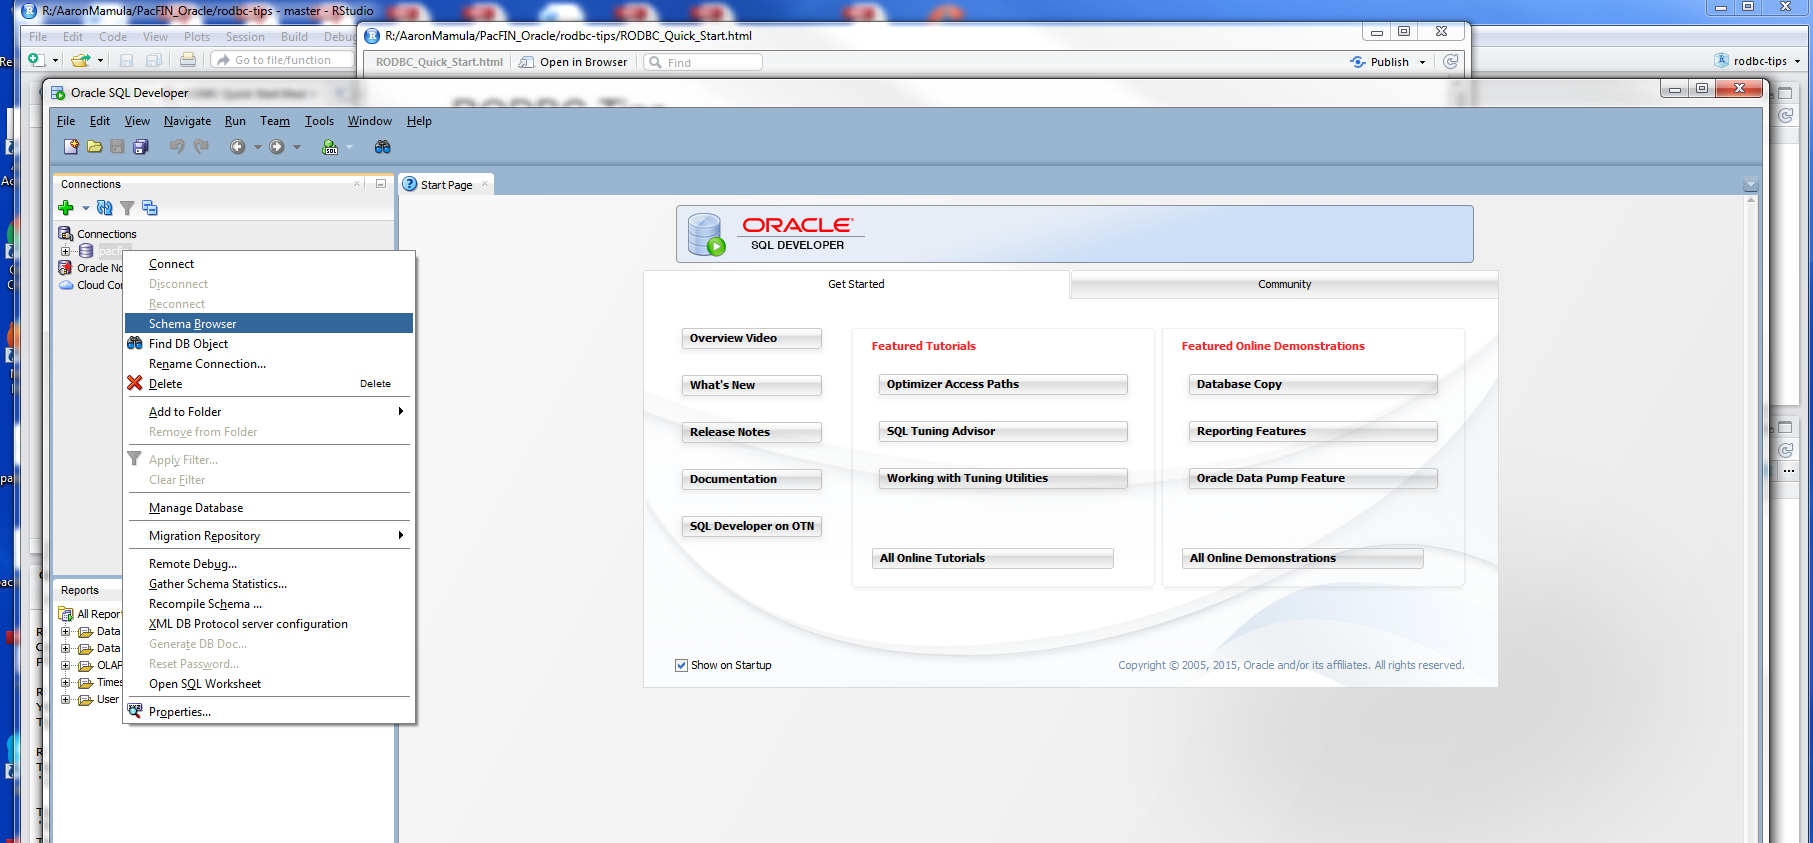 R:/AaronMamula/PacFIN_Oracle/rodbc-tips - master - RStudio
File Edit Code View Plots Session Build Debug
Go to file/function
rodbc-tips
R:/AaronMamula/PacFIN_Oracle/rodbc-tips/RODBC_Quick_Start.html
RODBC_Quick_Start.html Open in Browser Find Publish
RODBC Tips
Oracle SQL Developer
File Edit View Navigate Run Team Tools Window Help
SQL
Connections
Connections
Oracle No
Cloud Con
Connect
Disconnect
Reconnect
Schema Browser
Find DB Object
Rename Connection...
Delete Delete
Add to Folder
Remove from Folder
Apply Filter...
Clear Filter
Manage Database
Migration Repository
Remote Debug...
Gather Schema Statistics...
Recompile Schema ...
XML DB Protocol server configuration
Generate DB Doc...
Reset Password...
Open SQL Worksheet
Properties...
Reports
All Repor
Data
Data
OLAP
Times
User
Start Page
ORACLE
SQL DEVELOPER
Get Started Community
Overview Video
What's New
Release Notes
Documentation
SQL Developer on OTN
Featured Tutorials
Optimizer Access Paths
SQL Tuning Advisor
Working with Tuning Utilities
All Online Tutorials
Featured Online Demonstrations
Database Copy
Reporting Features
Oracle Data Pump Feature
All Online Demonstrations
Show on Startup
Copyright © 2005, 2015, Oracle and/or its affiliates. All rights reserved.